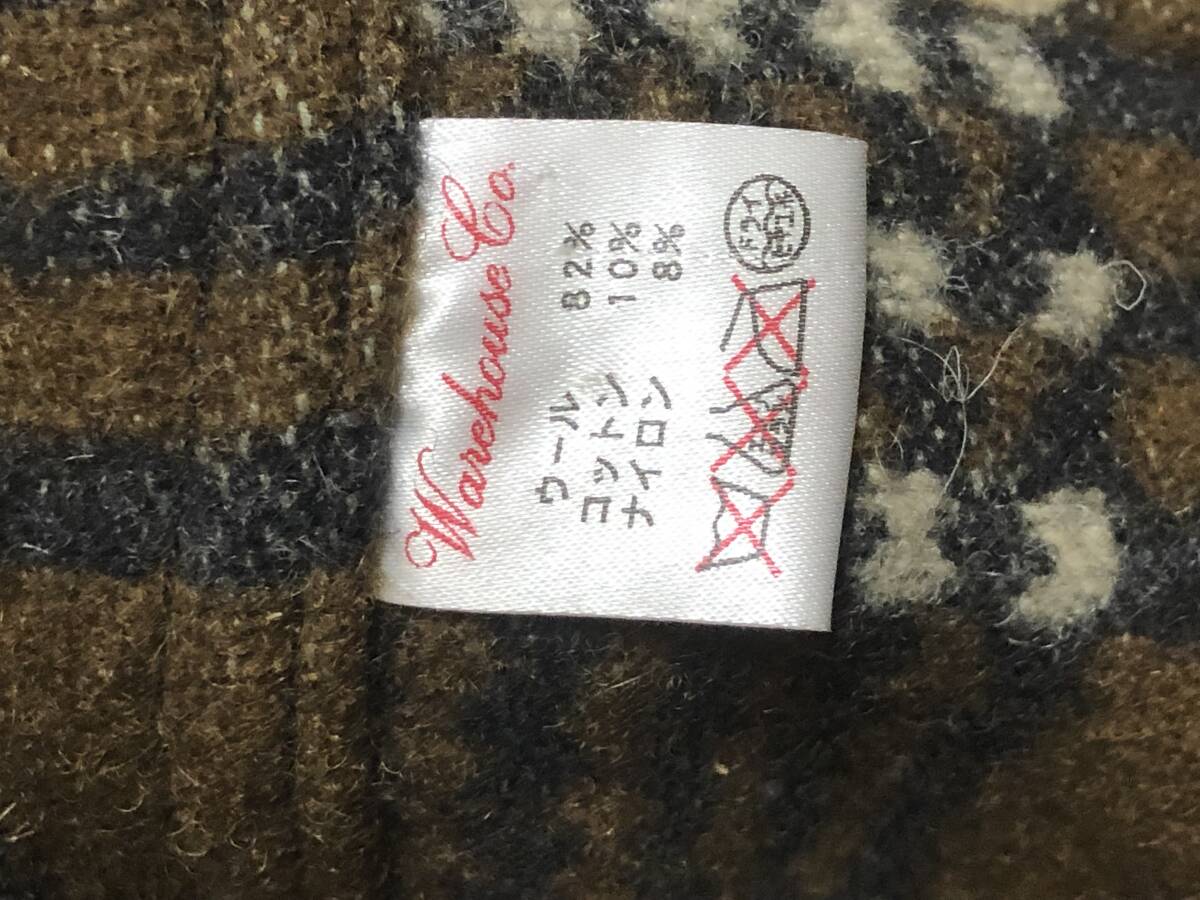 Warehouse Co.
ウール 82%
コットン 10%
ナイロン 8%
ドライ